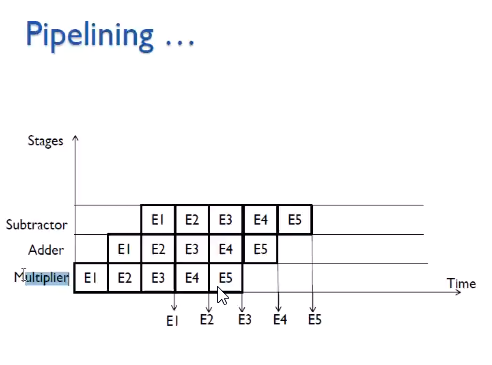 Pipelining ...
Stages
Subtractor E1 E2 E3 E4 E5
Adder E1 E2 E3 E4 E5
Multiplier E1 E2 E3 E4 E5
Time
E1 E2 E3 E4 E5